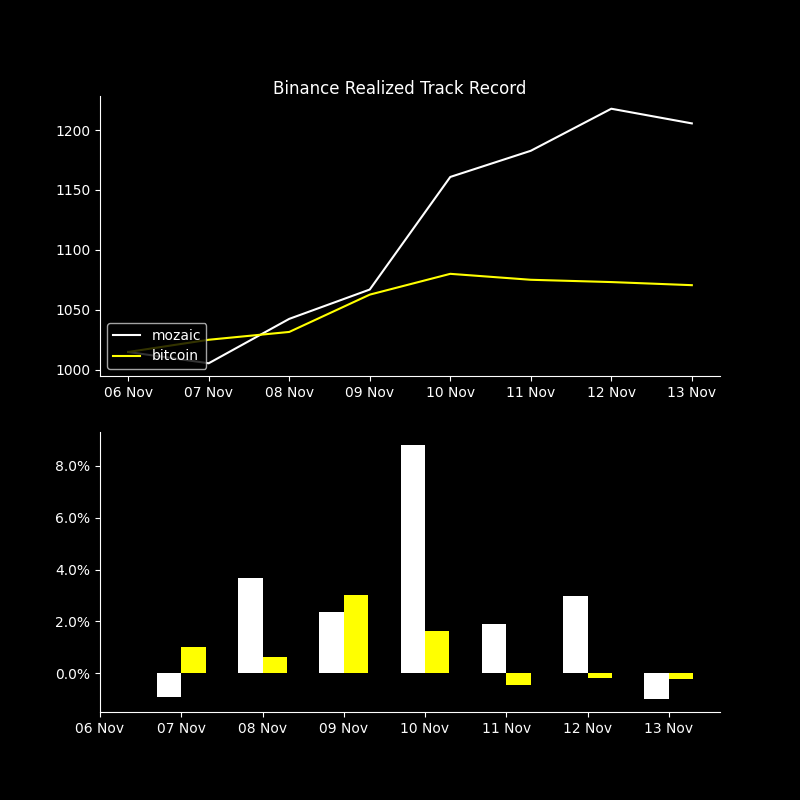 Binance Realized Track Record
1200
1150
1100
1050
1000
mozaic
bitcoin
06 Nov 07 Nov 08 Nov 09 Nov 10 Nov 11 Nov 12 Nov 13 Nov
8.0%
6.0%
4.0%
2.0%
0.0%
06 Nov 07 Nov 08 Nov 09 Nov 10 Nov 11 Nov 12 Nov 13 Nov